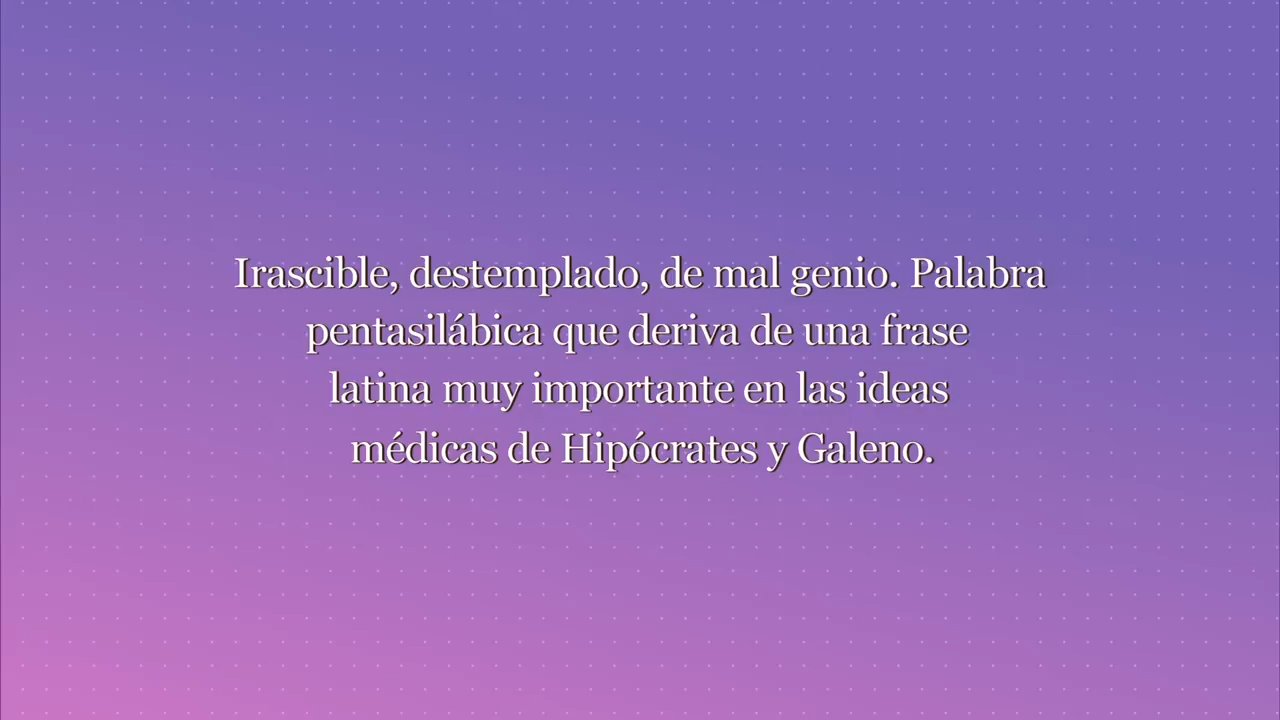 Irascible, destemplado, de mal genio. Palabra
pentasilábica que deriva de una frase
latina muy importante en las ideas
médicas de Hipócrates y Galeno.